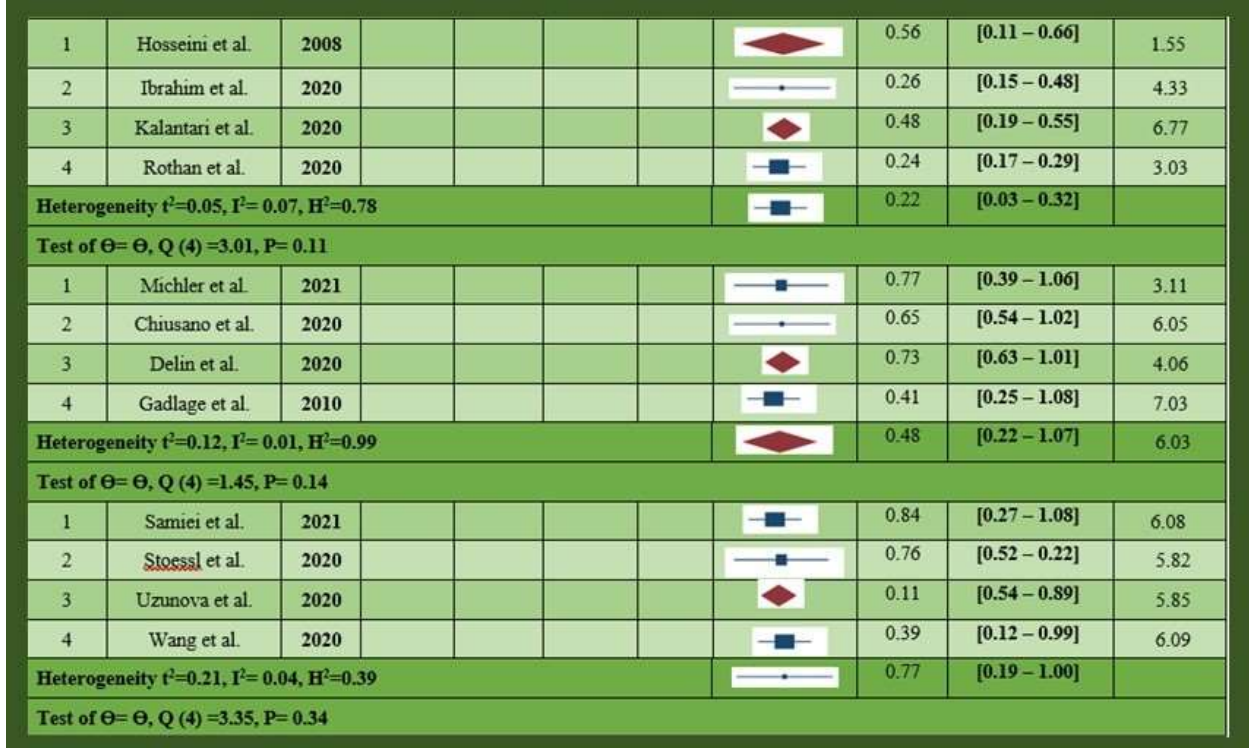 1 Hosseini et al. 2008 0.56 [0.11 – 0.66] 1.55
2 Ibrahim et al. 2020 0.26 [0.15 – 0.48] 4.33
3 Kalantari et al. 2020 0.48 [0.19 – 0.55] 6.77
4 Rothan et al. 2020 0.24 [0.17 – 0.29] 3.03
Heterogeneity t²=0.05, I²= 0.07, H²=0.78 0.22 [0.03 – 0.32]
Test of Ɵ= Ɵ, Q (4) =3.01, P= 0.11
1 Michler et al. 2021 0.77 [0.39 – 1.06] 3.11
2 Chiusano et al. 2020 0.65 [0.54 – 1.02] 6.05
3 Delin et al. 2020 0.73 [0.63 – 1.01] 4.06
4 Gadlage et al. 2010 0.41 [0.25 – 1.08] 7.03
Heterogeneity t²=0.12, I²= 0.01, H²=0.99 0.48 [0.22 – 1.07] 6.03
Test of Ɵ= Ɵ, Q (4) =1.45, P= 0.14
1 Samiei et al. 2021 0.84 [0.27 – 1.08] 6.08
2 Stoessl et al. 2020 0.76 [0.52 – 0.22] 5.82
3 Uzunova et al. 2020 0.11 [0.54 – 0.89] 5.85
4 Wang et al. 2020 0.39 [0.12 – 0.99] 6.09
Heterogeneity t²=0.21, I²= 0.04, H²=0.39 0.77 [0.19 – 1.00]
Test of Ɵ= Ɵ, Q (4) =3.35, P= 0.34